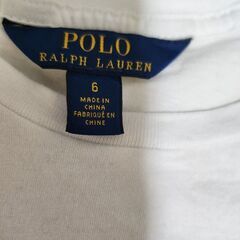 POLO
RALPH LAUREN
6
MADE IN
CHINA
FABRIQUÉ EN
CHINE